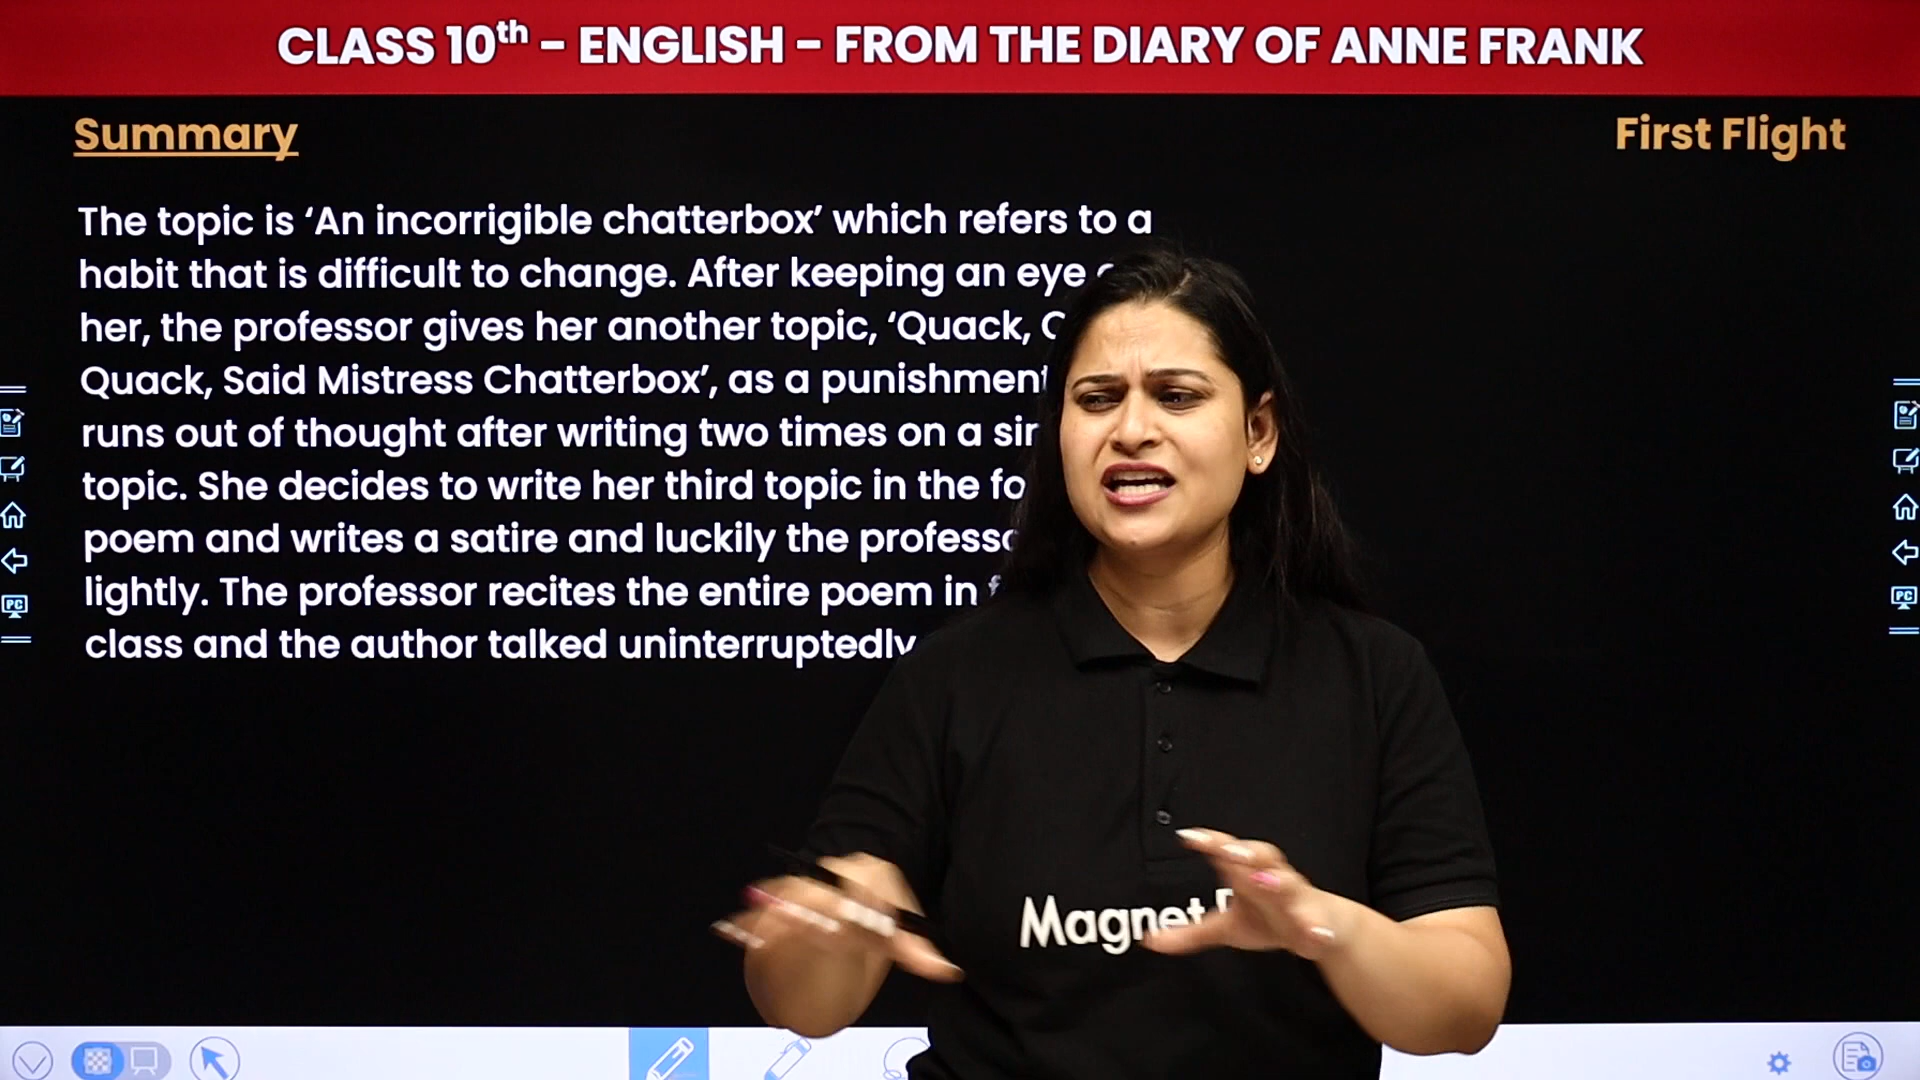 CLASS 10th - ENGLISH - FROM THE DIARY OF ANNE FRANK
Summary
First Flight
The topic is ‘An incorrigible chatterbox’ which refers to a
habit that is difficult to change. After keeping an eye
her, the professor gives her another topic, ‘Quack,
Quack, Said Mistress Chatterbox’, as a punishment
runs out of thought after writing two times on a
topic. She decides to write her third topic in the
poem and writes a satire and luckily the
lightly. The professor recites the entire poem in
class and the author talked uninterruptedly
Magnet
PC
PC